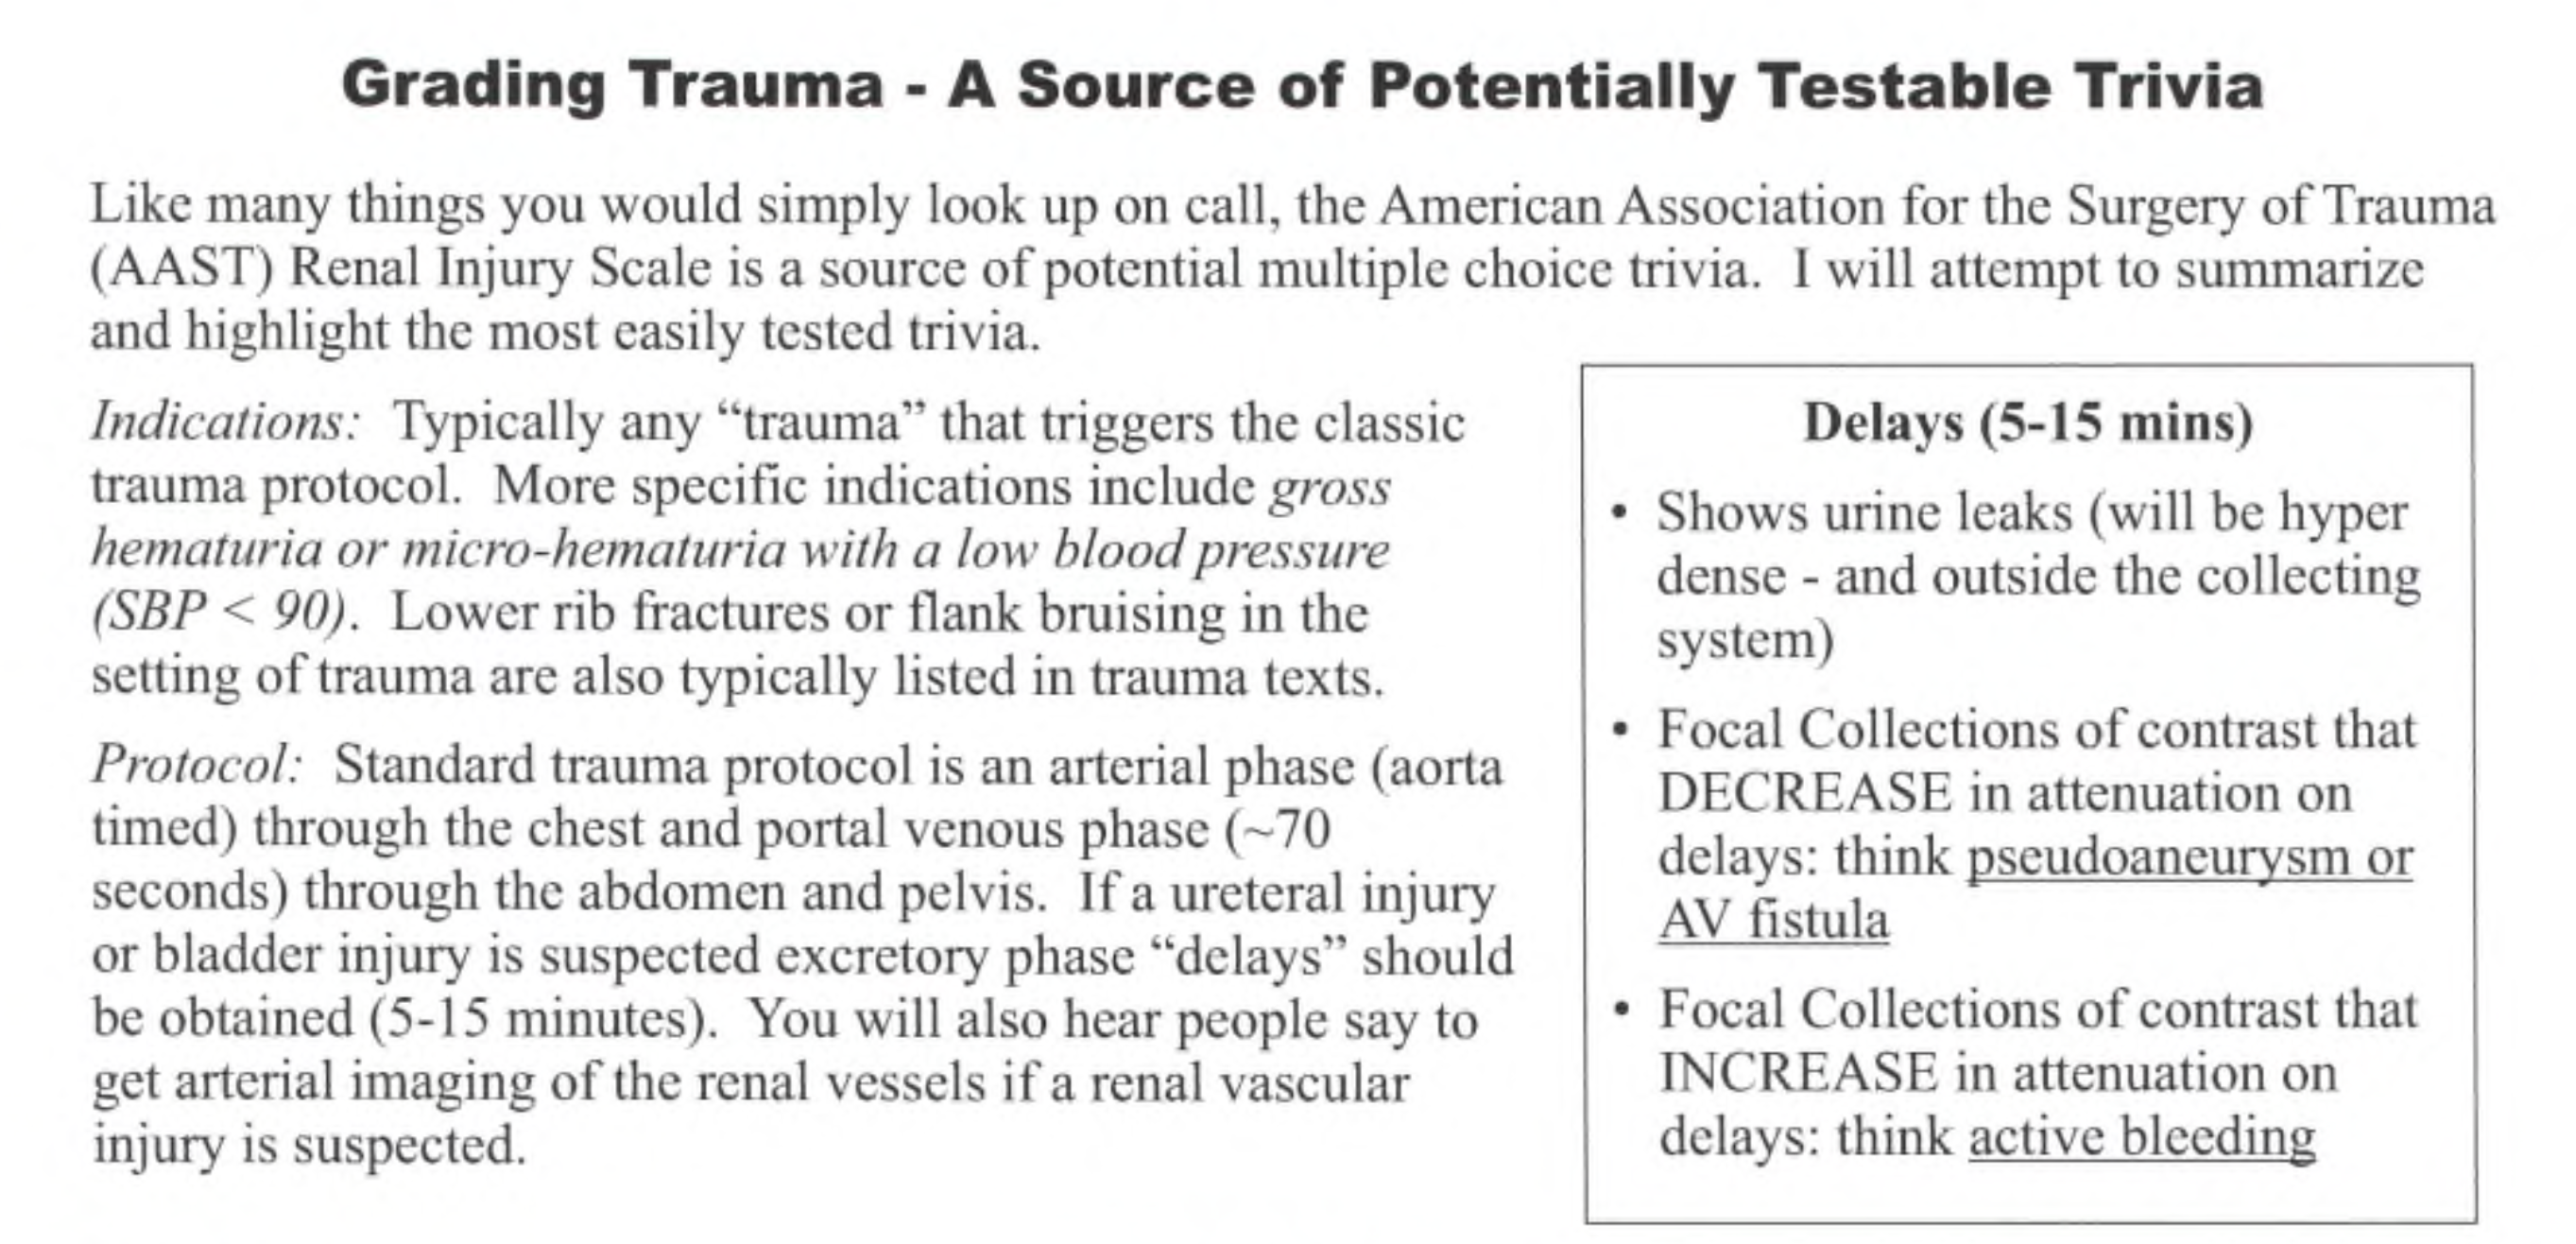 Grading Trauma - A Source of Potentially Testable Trivia
Like many things you would simply look up on call, the American Association for the Surgery of Trauma
(AAST) Renal Injury Scale is a source of potential multiple choice trivia. I will attempt to summarize
and highlight the most easily tested trivia.
Indications: Typically any “trauma” that triggers the classic
trauma protocol. More specific indications include gross
hematuria or micro-hematuria with a low blood pressure
(SBP < 90). Lower rib fractures or flank bruising in the
setting of trauma are also typically listed in trauma texts.
Protocol: Standard trauma protocol is an arterial phase (aorta
timed) through the chest and portal venous phase (~70
seconds) through the abdomen and pelvis. If a ureteral injury
or bladder injury is suspected excretory phase “delays” should
be obtained (5-15 minutes). You will also hear people say to
get arterial imaging of the renal vessels if a renal vascular
injury is suspected.
Delays (5-15 mins)
• Shows urine leaks (will be hyper
dense - and outside the collecting
system)
• Focal Collections of contrast that
DECREASE in attenuation on
delays: think pseudoaneurysm or
AV fistula
• Focal Collections of contrast that
INCREASE in attenuation on
delays: think active bleeding